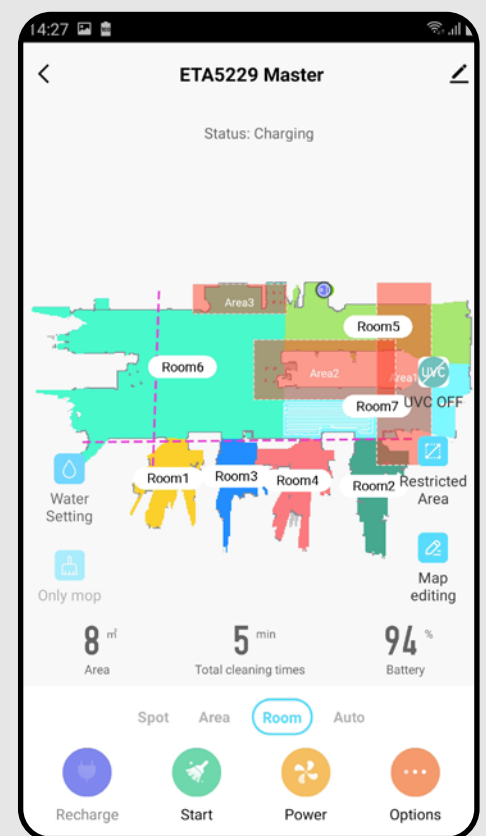 14:27
ETA5229 Master
Status: Charging
Area3
Room5
Room6
Area2
Area1
UVC
UVC OFF
Room7
Room1
Room3
Room4
Room2
Restricted
Area
Water
Setting
Only mop
Map
editing
8 ㎡
5 min
94 %
Area
Total cleaning times
Battery
Spot
Area
Room
Auto
Recharge
Start
Power
Options